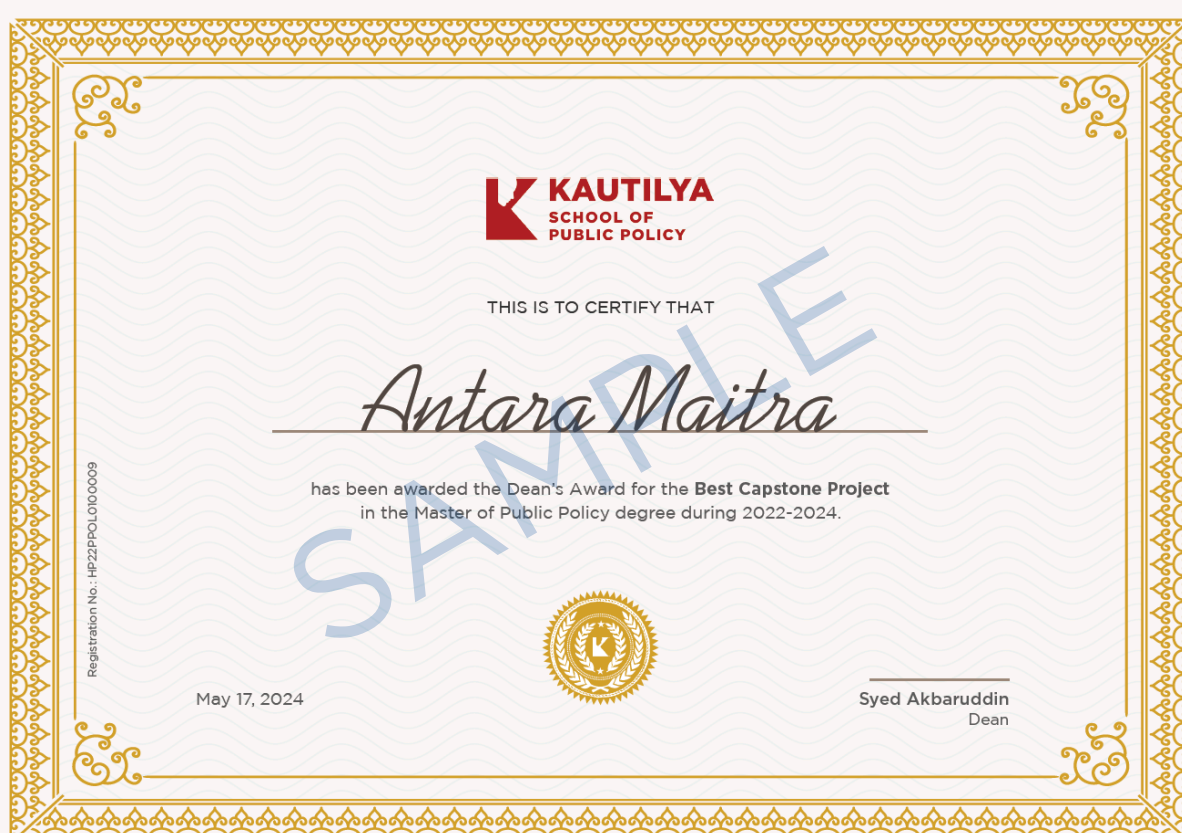 KAUTILYA
SCHOOL OF
PUBLIC POLICY
THIS IS TO CERTIFY THAT
Antara Maitra
has been awarded the Dean's Award for the Best Capstone Project
in the Master of Public Policy degree during 2022-2024.
SAMPLE
Registration No.: HP22PPOL0100009
K
May 17, 2024
Syed Akbaruddin
Dean